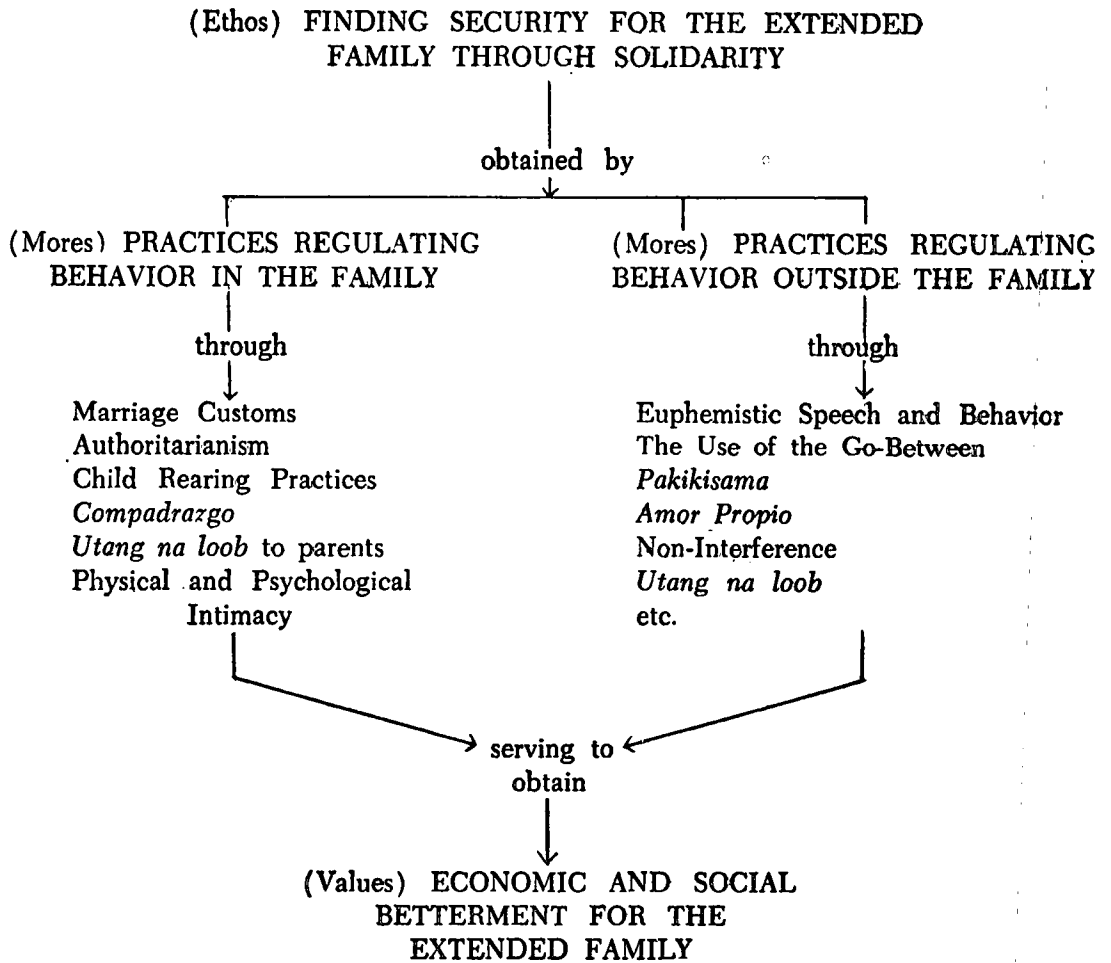 (Ethos) FINDING SECURITY FOR THE EXTENDED
FAMILY THROUGH SOLIDARITY
obtained by
(Mores) PRACTICES REGULATING
BEHAVIOR IN THE FAMILY
through
Marriage Customs
Authoritarianism
Child Rearing Practices
Compadrazgo
Utang na loob to parents
Physical and Psychological
Intimacy
(Mores) PRACTICES REGULATING
BEHAVIOR OUTSIDE THE FAMILY
through
Euphemistic Speech and Behavior
The Use of the Go-Between
Pakikisama
Amor Propio
Non-Interference
Utang na loob
etc.
serving to
obtain
(Values) ECONOMIC AND SOCIAL
BETTERMENT FOR THE
EXTENDED FAMILY